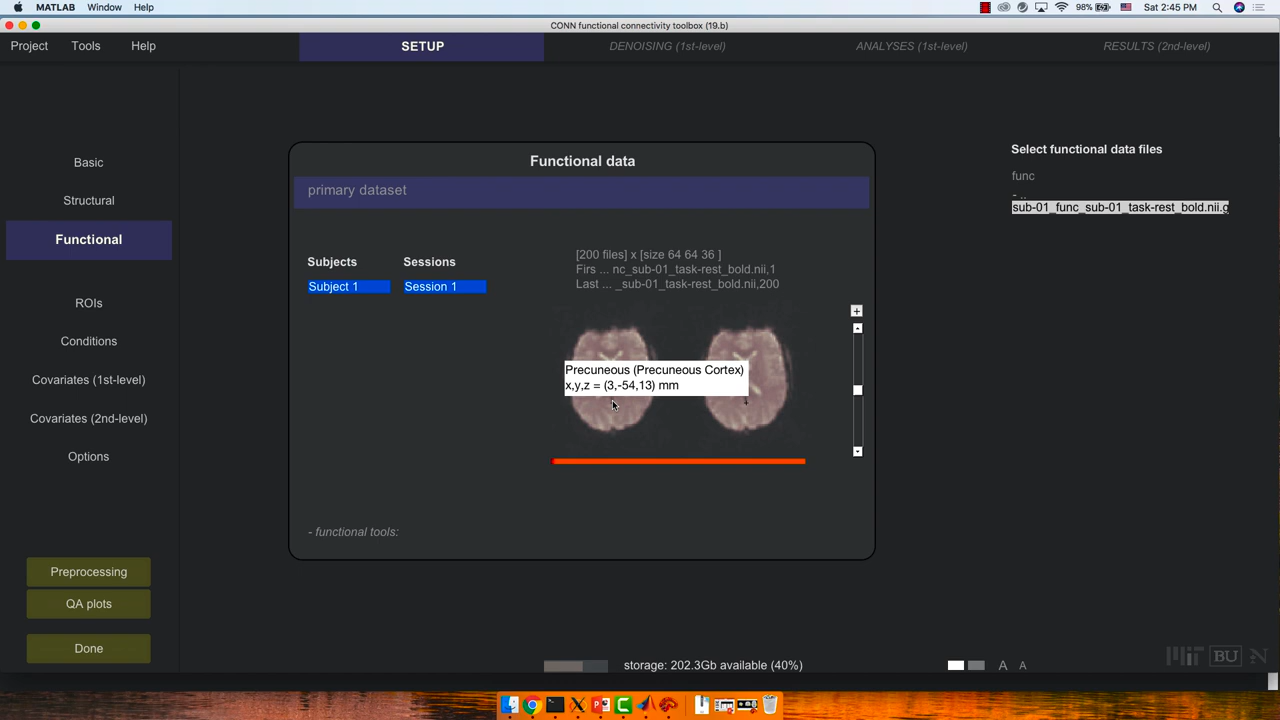 MATLAB Window Help 98% Sat 2:45 PM
CONN functional connectivity toolbox (19.b)
Project Tools Help SETUP DENOISING (1st-level) ANALYSES (1st-level) RESULTS (2nd-level)
Basic
Structural
Functional
ROIs
Conditions
Covariates (1st-level)
Covariates (2nd-level)
Options
Preprocessing
QA plots
Done
Functional data
primary dataset
Subjects Sessions
Subject 1 Session 1
[200 files] x [size 64 64 36 ]
Firs ... nc_sub-01_task-rest_bold.nii,1
Last ... _sub-01_task-rest_bold.nii,200
Precuneous (Precuneous Cortex)
x,y,z = (3,-54,13) mm
- functional tools:
Select functional data files
func
- ..
sub-01_func_sub-01_task-rest_bold.nii.g
storage: 202.3Gb available (40%)
A A
MIT BU N